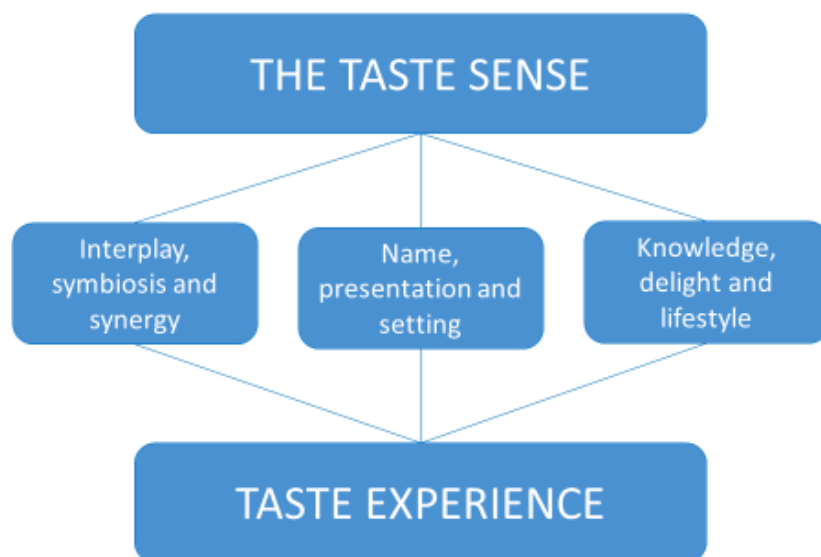 THE TASTE SENSE
Interplay,
symbiosis and
synergy
Name,
presentation and
setting
Knowledge,
delight and
lifestyle
TASTE EXPERIENCE